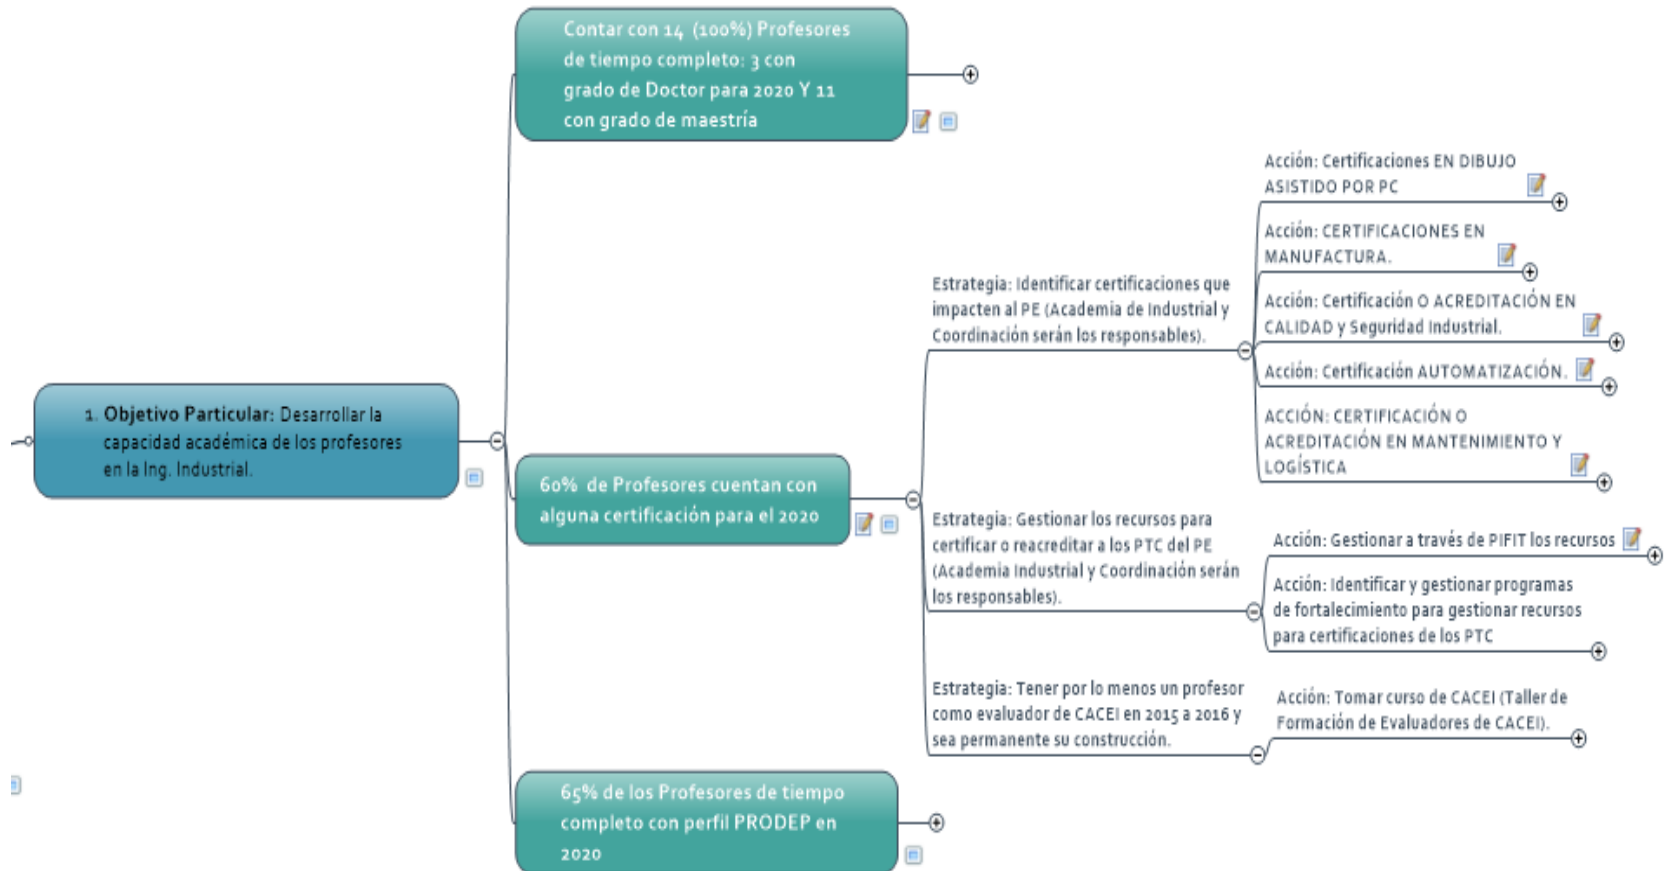 Contar con 14 (100%) Profesores
de tiempo completo: 3 con
grado de Doctor para 2020 Y 11
con grado de maestría
1. Objetivo Particular: Desarrollar la
capacidad académica de los profesores
en la Ing. Industrial.
60% de Profesores cuentan con
alguna certificación para el 2020
Estrategia: Identificar certificaciones que
impacten al PE (Academia de Industrial y
Coordinación serán los responsables).
Acción: Certificaciones EN DIBUJO
ASISTIDO POR PC
Acción: CERTIFICACIONES EN
MANUFACTURA.
Acción: Certificación O ACREDITACIÓN EN
CALIDAD y Seguridad Industrial.
Acción: Certificación AUTOMATIZACIÓN.
ACCIÓN: CERTIFICACIÓN O
ACREDITACIÓN EN MANTENIMIENTO Y
LOGÍSTICA
Estrategia: Gestionar los recursos para
certificar o reacreditar a los PTC del PE
(Academia Industrial y Coordinación serán
los responsables).
Acción: Gestionar a través de PIFIT los recursos
Acción: Identificar y gestionar programas
de fortalecimiento para gestionar recursos
para certificaciones de los PTC
Estrategia: Tener por lo menos un profesor
como evaluador de CACEI en 2015 a 2016 y
sea permanente su construcción.
Acción: Tomar curso de CACEI (Taller de
Formación de Evaluadores de CACEI).
65% de los Profesores de tiempo
completo con perfil PRODEP en
2020